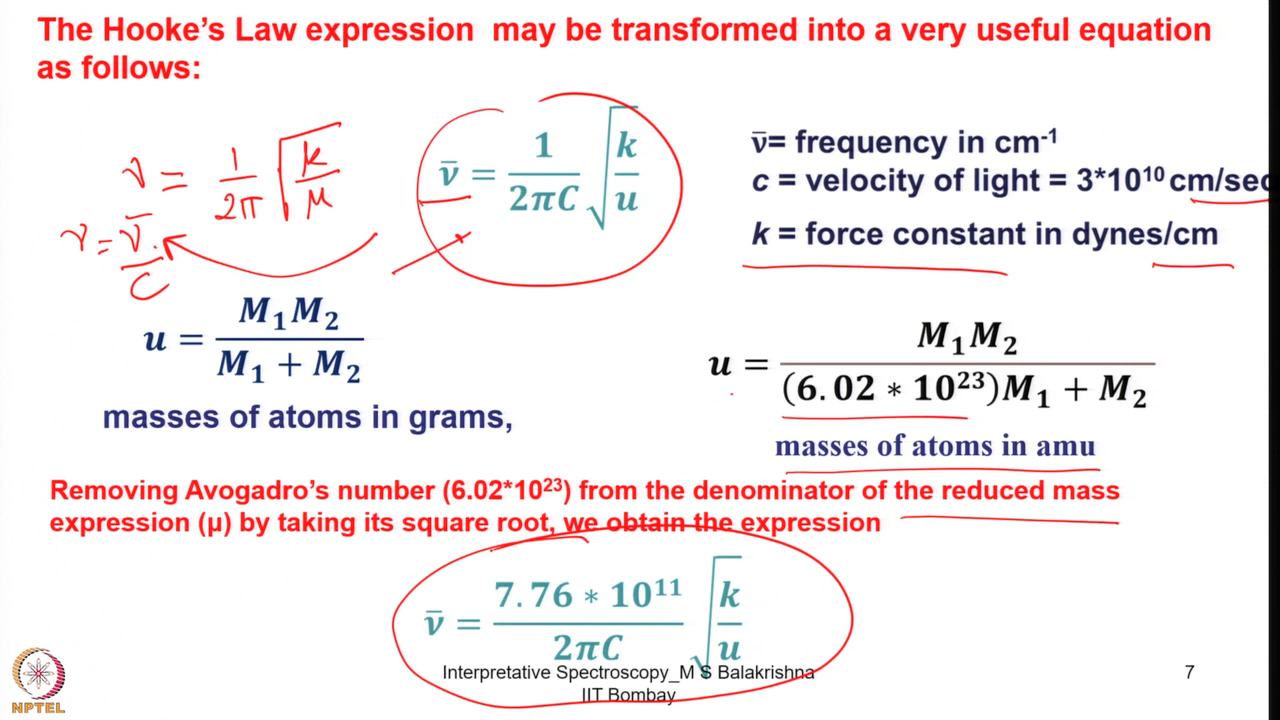 The Hooke's Law expression may be transformed into a very useful equation
as follows:
ν = 1/2π √(k/μ)
ν = ν̄/C
ν̄ = 1/2πC √(k/u)
ν̄= frequency in cm⁻¹
c = velocity of light = 3*10¹⁰ cm/sec
k = force constant in dynes/cm
u = M₁M₂/(M₁ + M₂)
masses of atoms in grams,
u = M₁M₂/((6.02 * 10²³)M₁ + M₂)
masses of atoms in amu
Removing Avogadro's number (6.02*10²³) from the denominator of the reduced mass
expression (μ) by taking its square root, we obtain the expression
ν̄ = 7.76 * 10¹¹/2πC √(k/u)
Interpretative Spectroscopy_M S Balakrishna
IIT Bombay
7
NPTEL